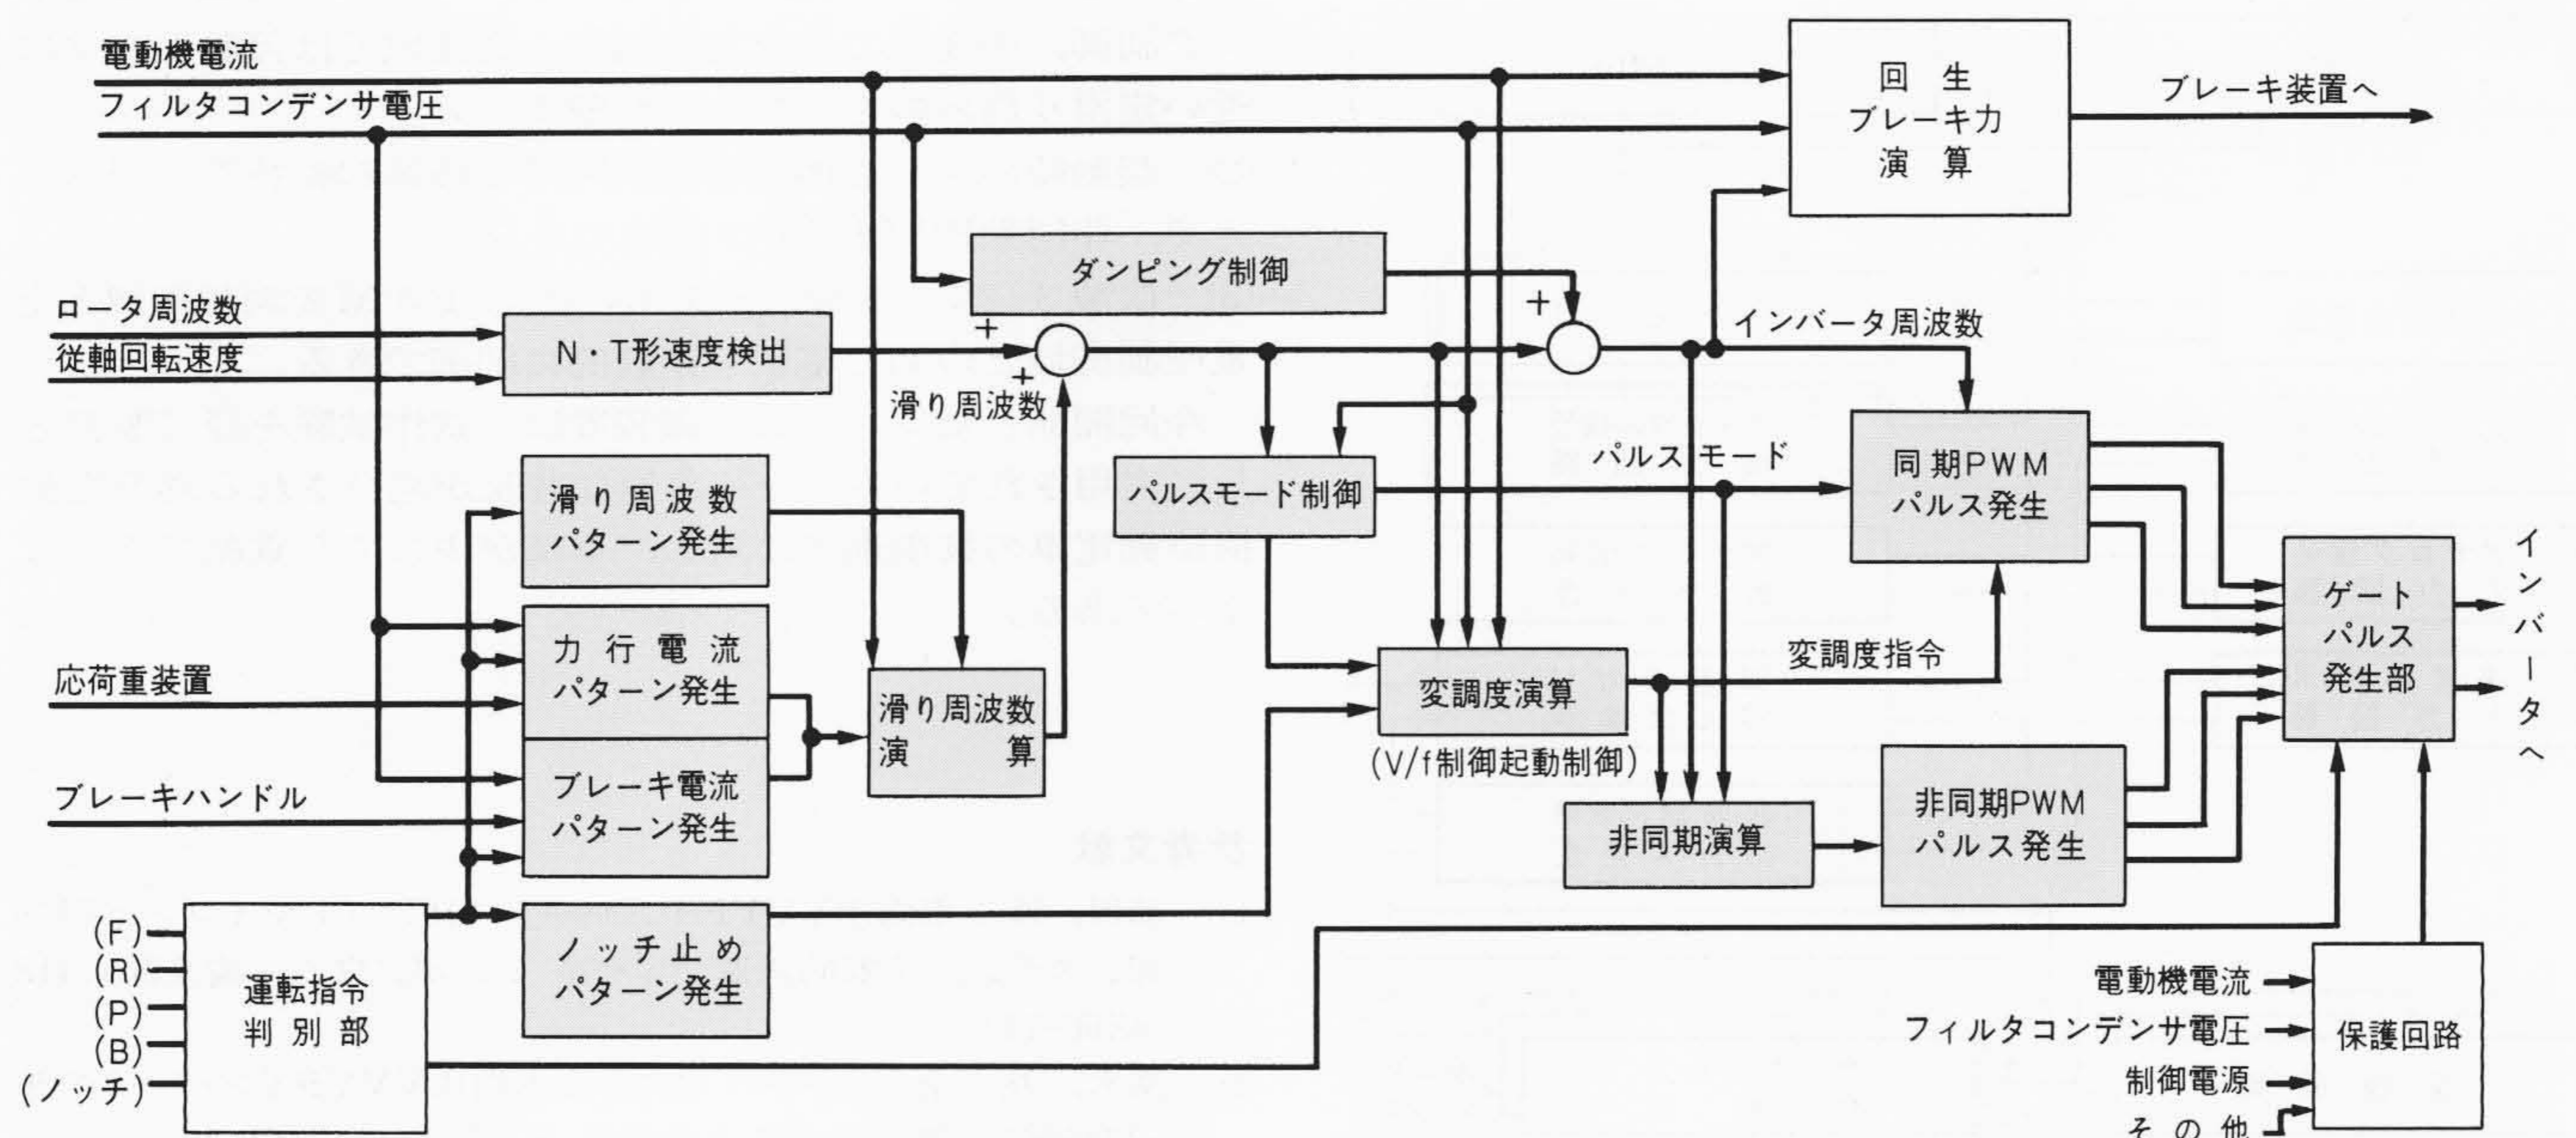 電動機電流
フィルタコンデンサ電圧
回 生
ブレーキ力
演 算
ブレーキ装置へ
ダンピング制御
ロータ周波数
従軸回転速度
N・T形速度検出
+
+
滑り周波数
+
インバータ周波数
滑り周波数
パターン発生
パルスモード制御
パルスモード
同期PWM
パルス発生
力行電流
パターン発生
応荷重装置
ブレーキ電流
パターン発生
ブレーキハンドル
滑り周波数
演 算
変調度演算
(V/f制御起動制御)
変調度指令
非同期演算
非同期PWM
パルス発生
ゲート
パルス
発生部
インバータへ
(F)
(R)
(P)
(B)
(ノッチ)
運転指令
判別部
ノッチ止め
パターン発生
電動機電流
フィルタコンデンサ電圧
制御電源
その他
保護回路